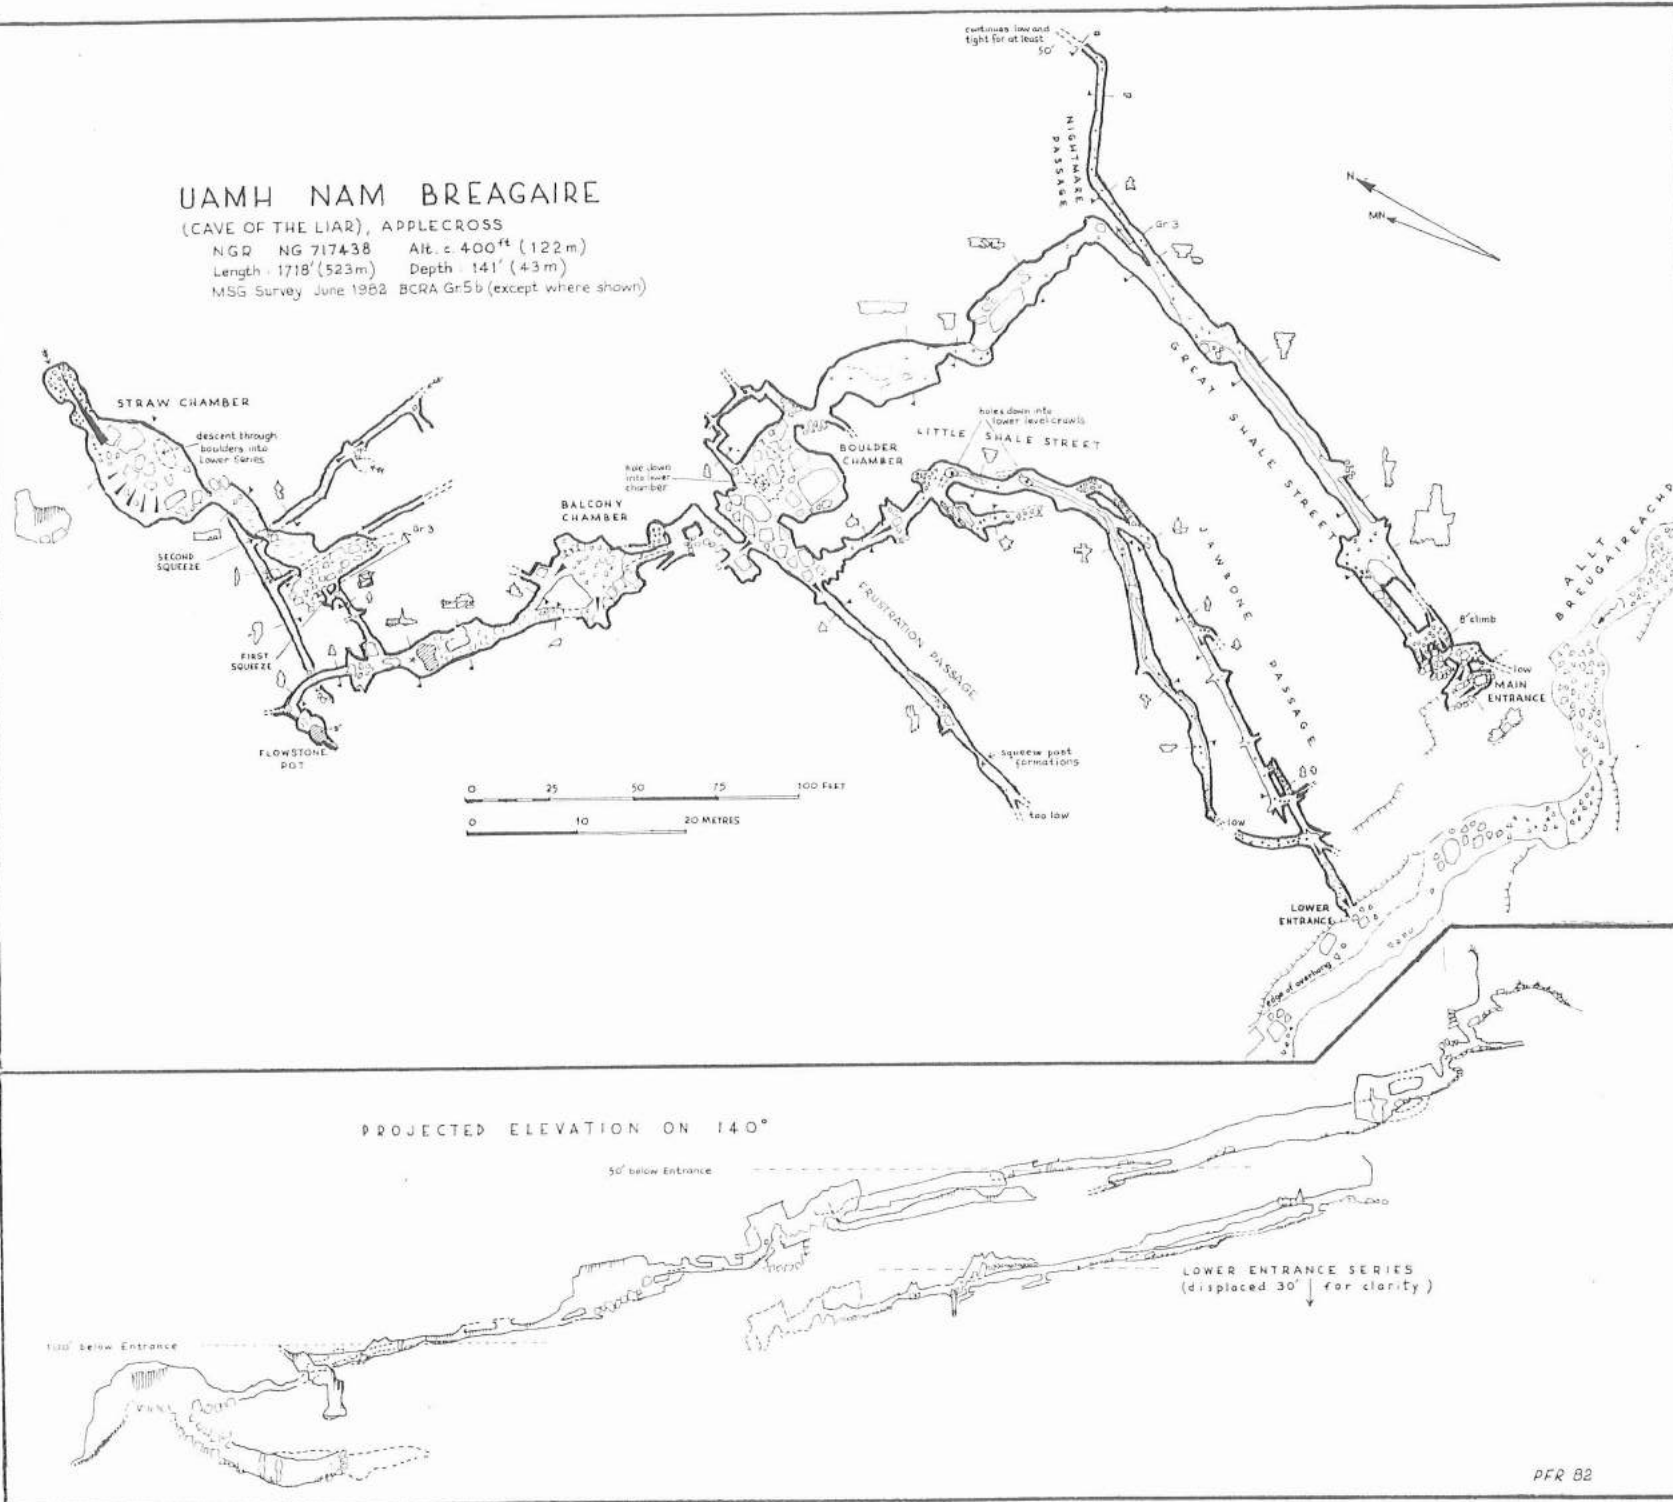 UAMH NAM BREAGAIRE
(CAVE OF THE LIAR), APPLECROSS
NGR NG 717438 Alt. c. 400ft (122m)
Length : 1718' (523m) Depth : 141' (43m)
MSG Survey June 1982 BCRA Gr.5b (except where shown)
continues low and
tight for at least
50'
NIGHTMARE
PASSAGE
Gr 3
N
MN
GREAT SHALE STREET
STRAW CHAMBER
descent through
boulders into
Lower Series
SECOND
SQUEEZE
Gr 3
FIRST
SQUEEZE
FLOWSTONE
POT
BALCONY
CHAMBER
hole down
into lower
chamber
BOULDER
CHAMBER
holes down into
lower level crawls
LITTLE SHALE STREET
JAWBONE PASSAGE
FRUSTRATION PASSAGE
squeeze past
formations
too low
low
8' climb
low
MAIN
ENTRANCE
ALLT
BREUGAIREACHD
LOWER
ENTRANCE
edge of overhang
0 25 50 75 100 FEET
0 10 20 METRES
PROJECTED ELEVATION ON 140°
50' below Entrance
LOWER ENTRANCE SERIES
(displaced 30' for clarity)
100' below Entrance
PFR 82